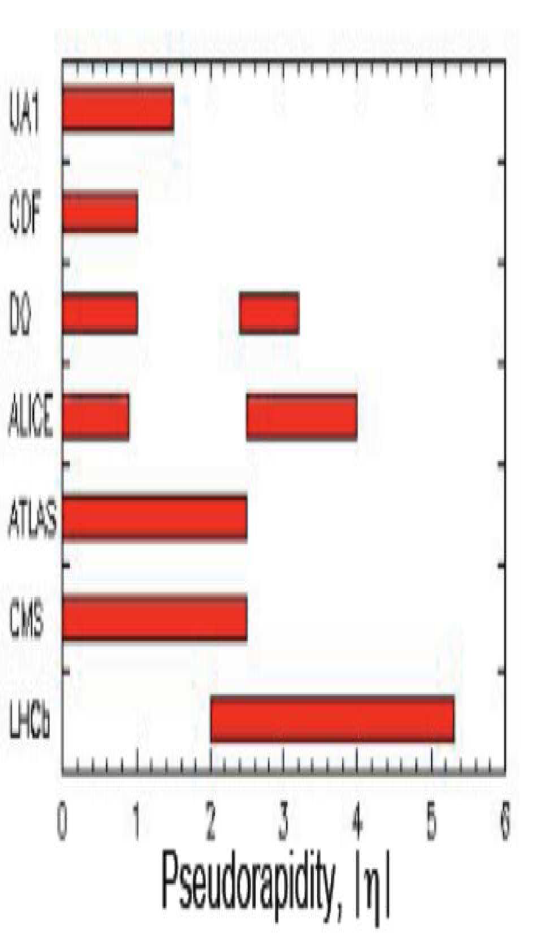 UA1
CDF
D0
ALICE
ATLAS
CMS
LHCb
0 1 2 3 4 5 6
Pseudorapidity, |η|